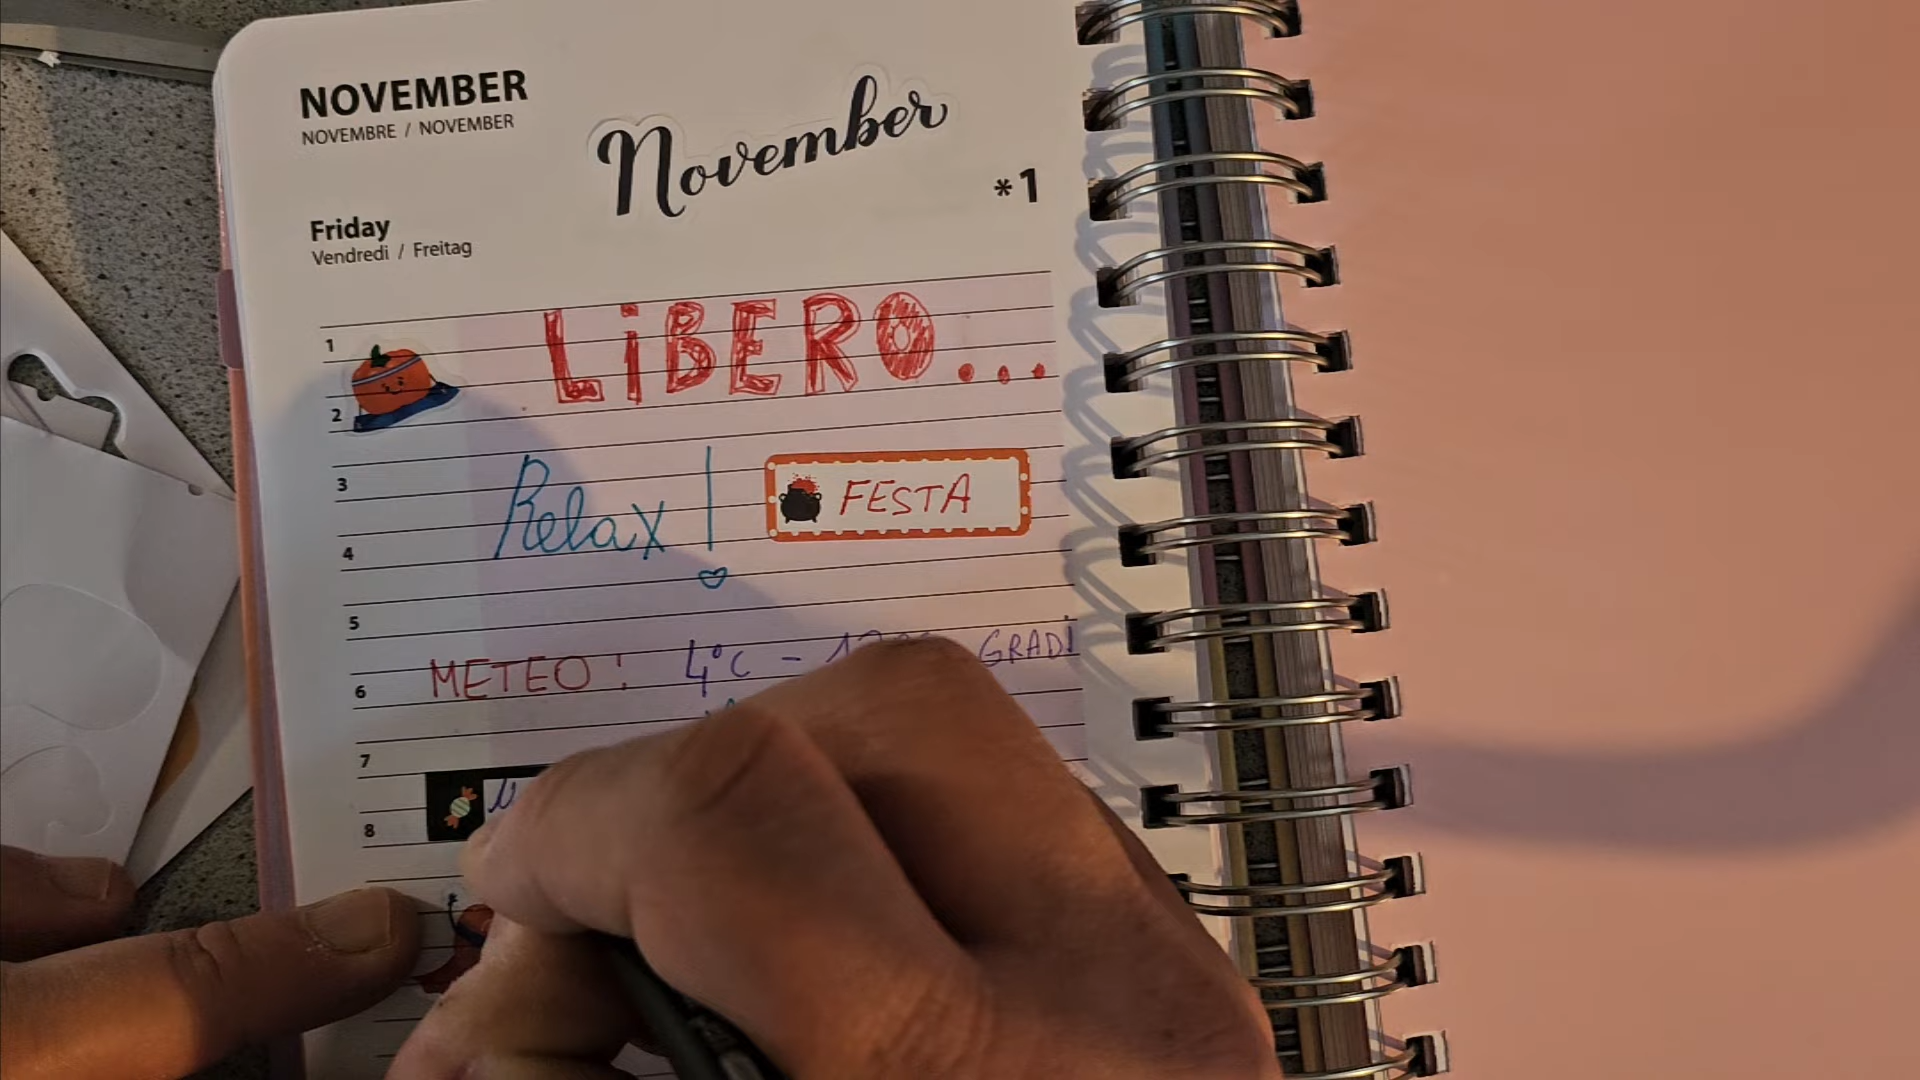 NOVEMBER
NOVEMBRE / NOVEMBER
November
*1
Friday
Vendredi / Freitag
1
LiBERO...
2
3
Relax!
FESTA
4
5
METEO: 4°C - GRADI
6
7
8